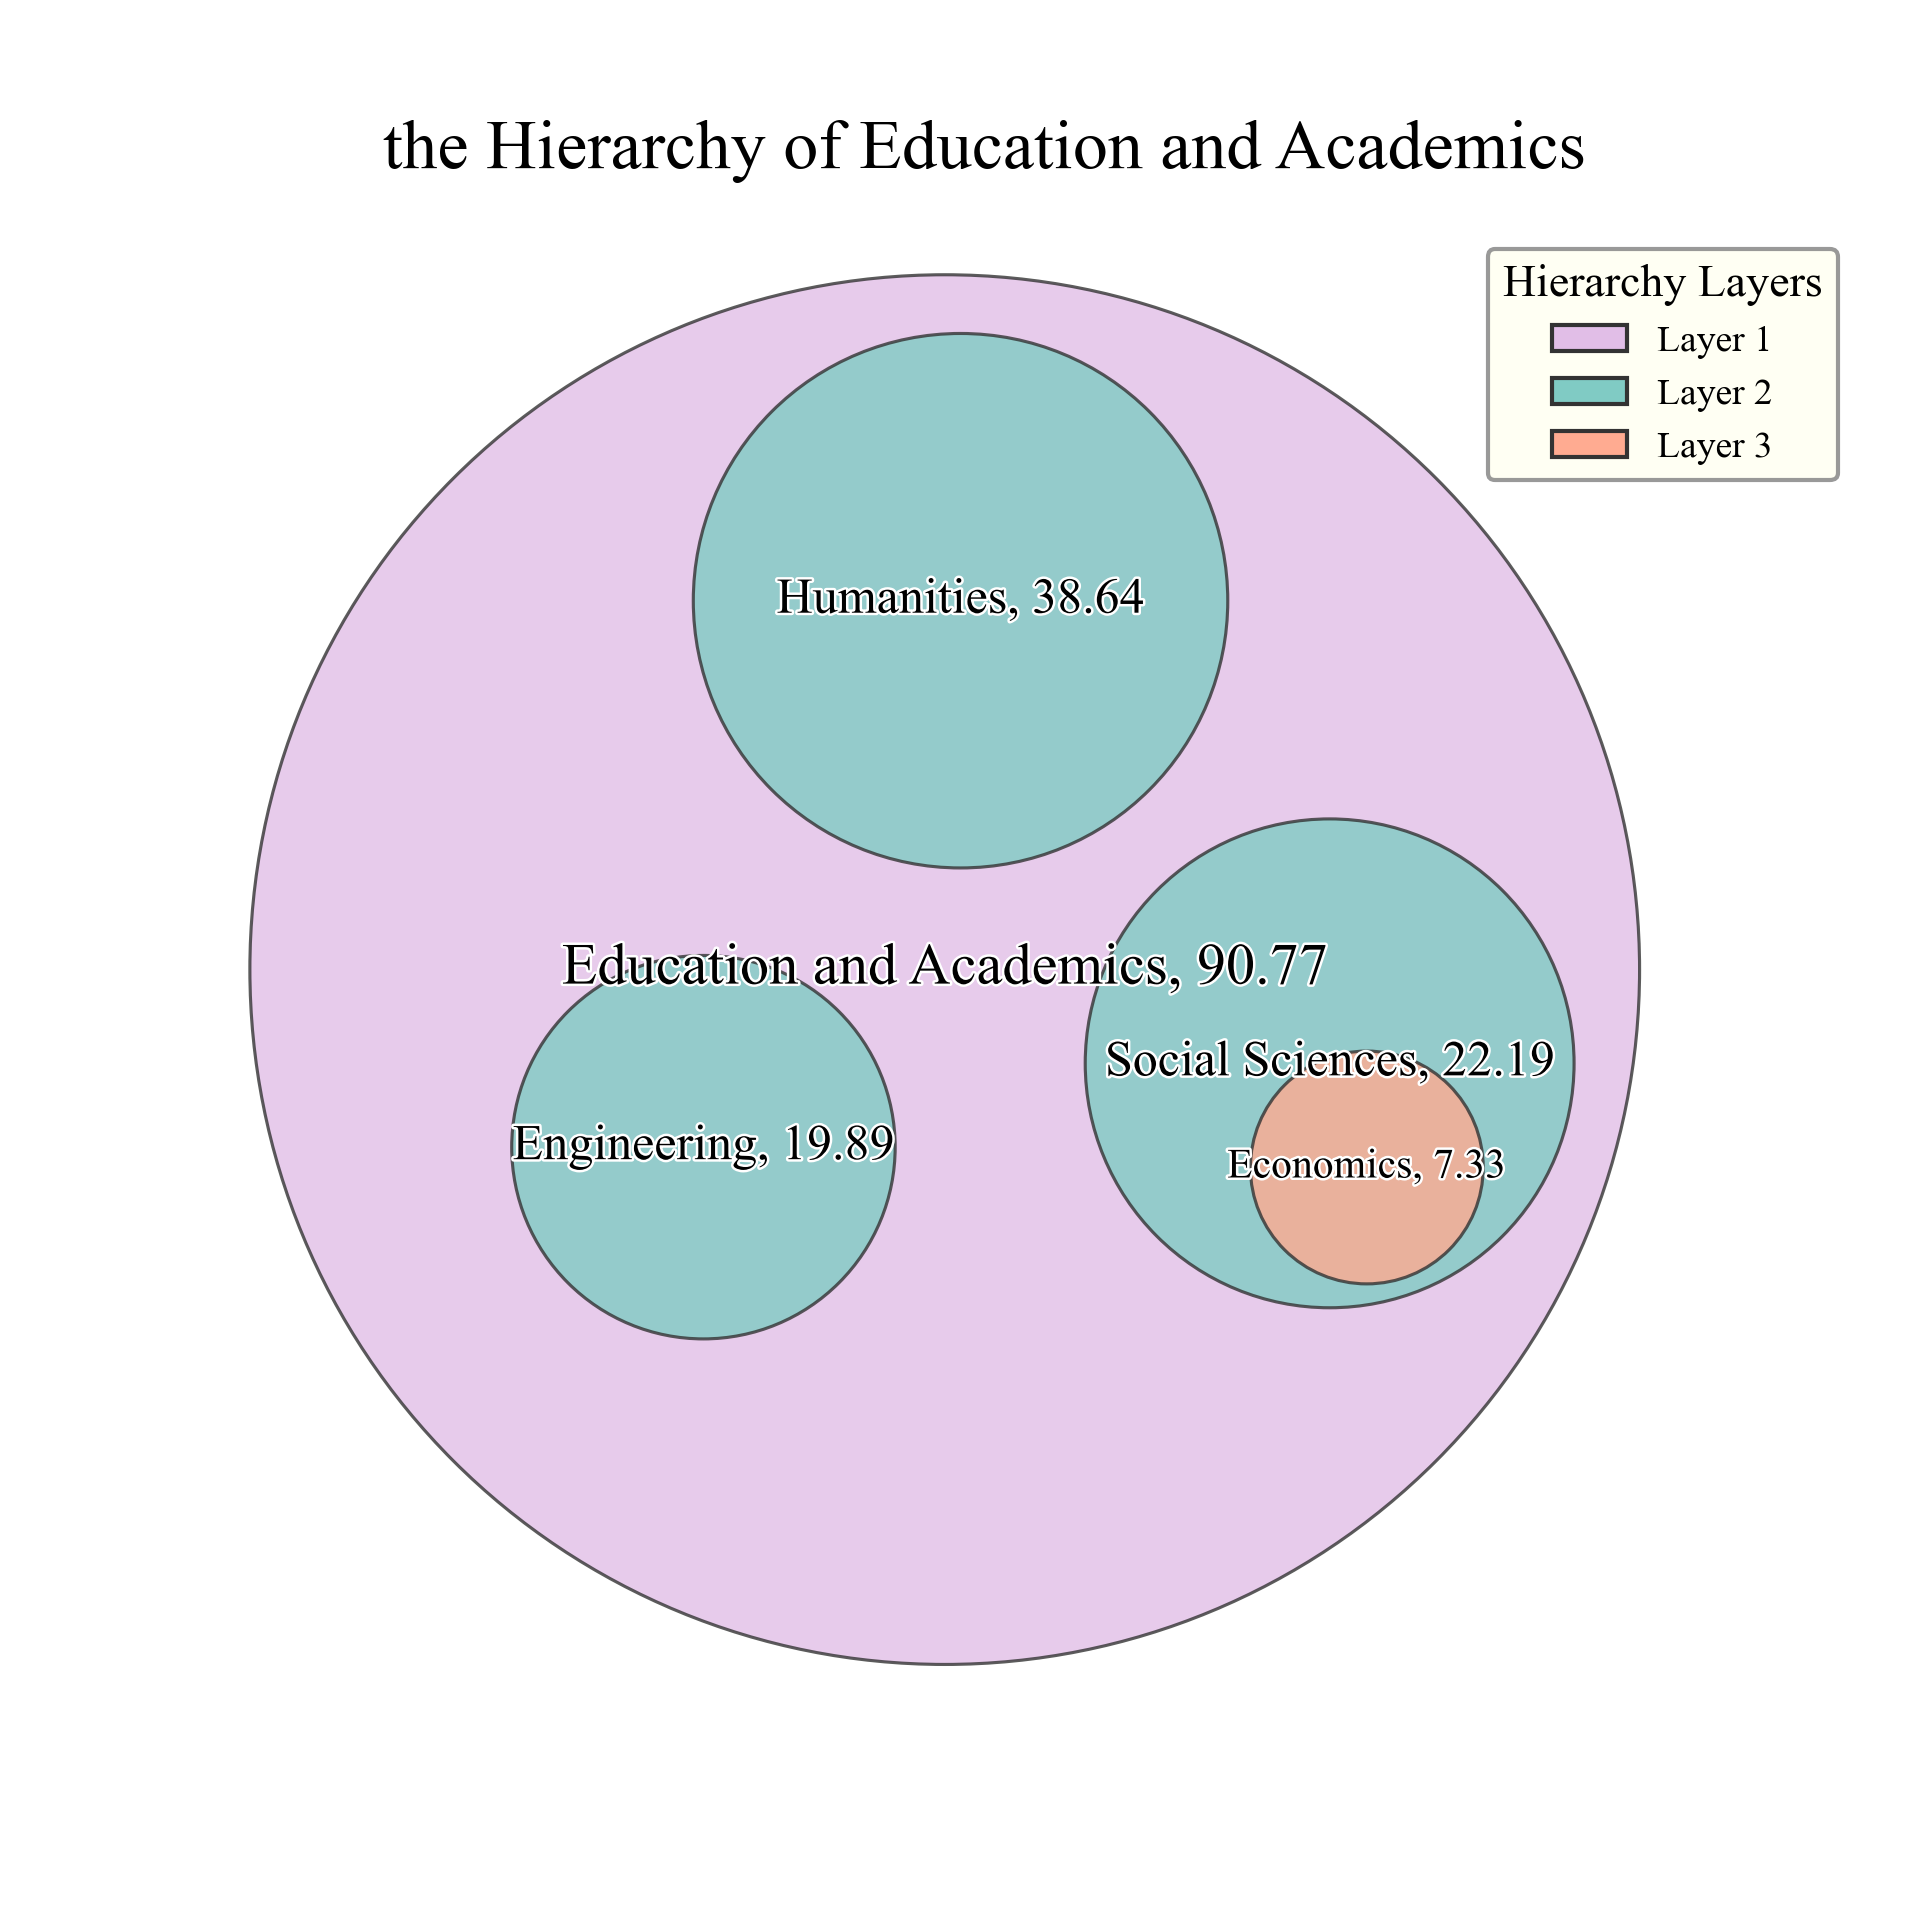 the Hierarchy of Education and Academics
Hierarchy Layers
Layer 1
Layer 2
Layer 3
Humanities, 38.64
Education and Academics, 90.77
Social Sciences, 22.19
Engineering, 19.89
Economics, 7.33